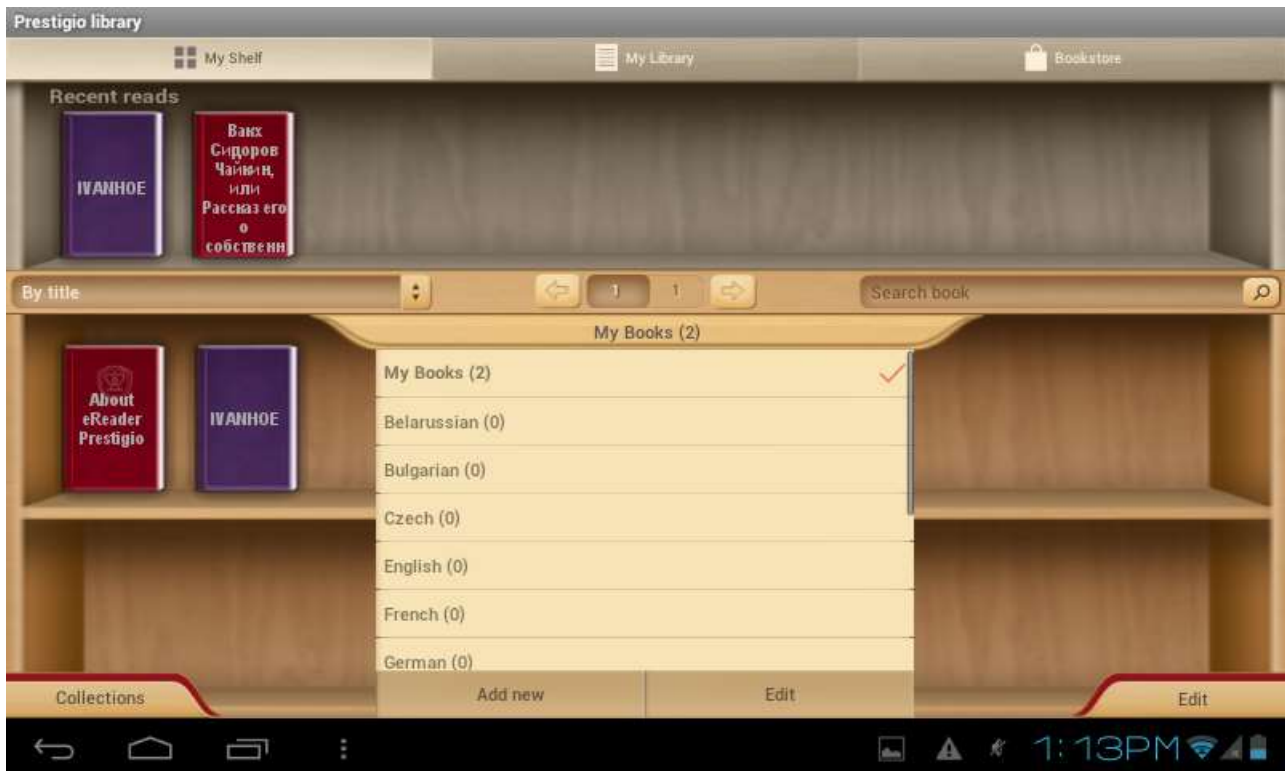 Prestigio library
My Shelf
My Library
Bookstore
Recent reads
IVANHOE
Вакх
Сидоров
Чайкин,
или
Рассказ его
о
собственн
By title
1
1
Search book
My Books (2)
About
eReader
Prestigio
IVANHOE
My Books (2)
Belarussian (0)
Bulgarian (0)
Czech (0)
English (0)
French (0)
German (0)
Collections
Add new
Edit
Edit
1:13PM